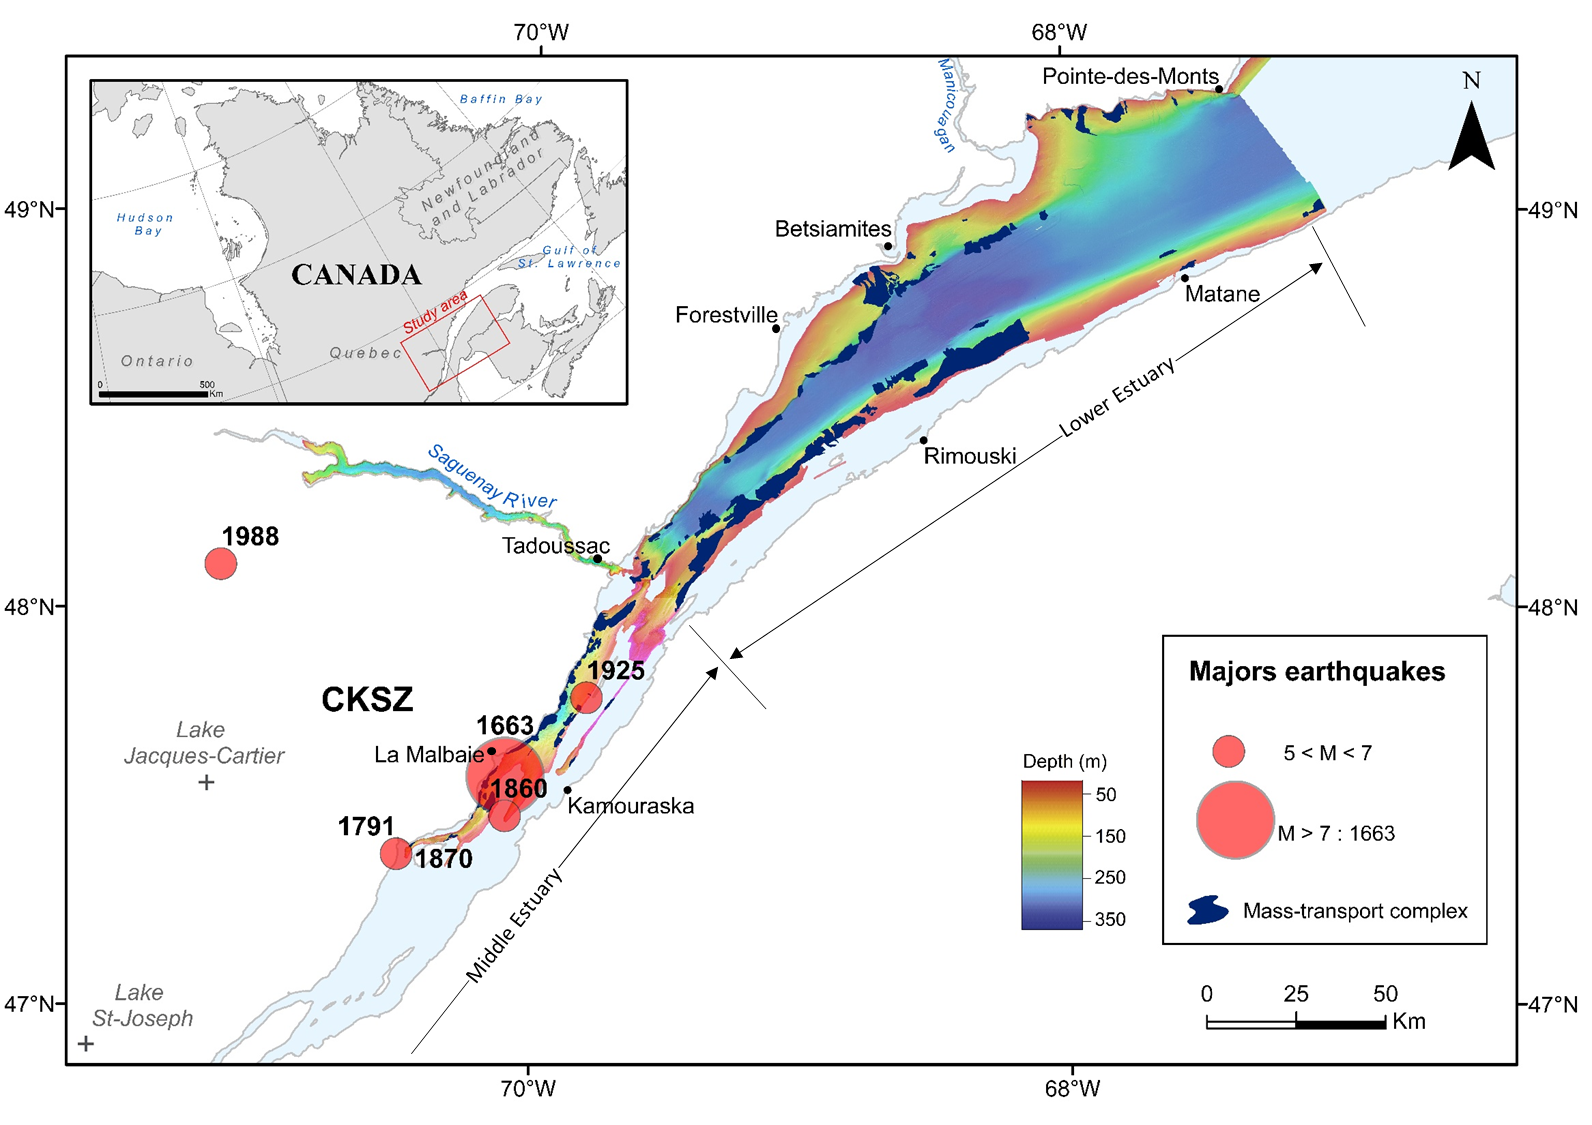 70°W
68°W
Pointe-des-Monts
N
Manicouagan
Baffin Bay
Newfound and
and Labrador
Hudson
Bay
Gulf of
St. Lawrence
CANADA
Study area
Quebec
Ontario
0
500
Km
49°N
49°N
Betsiamites
Matane
Forestville
Lower Estuary
Rimouski
Saguenay River
1988
Tadoussac
48°N
48°N
1925
CKSZ
1663
Lake
Jacques-Cartier
La Malbaie
1860
Kamouraska
1791
1870
Middle Estuary
Depth (m)
50
150
250
350
Majors earthquakes
5 < M < 7
M > 7 : 1663
Mass-transport complex
Lake
St-Joseph
0
25
50
Km
47°N
47°N
70°W
68°W